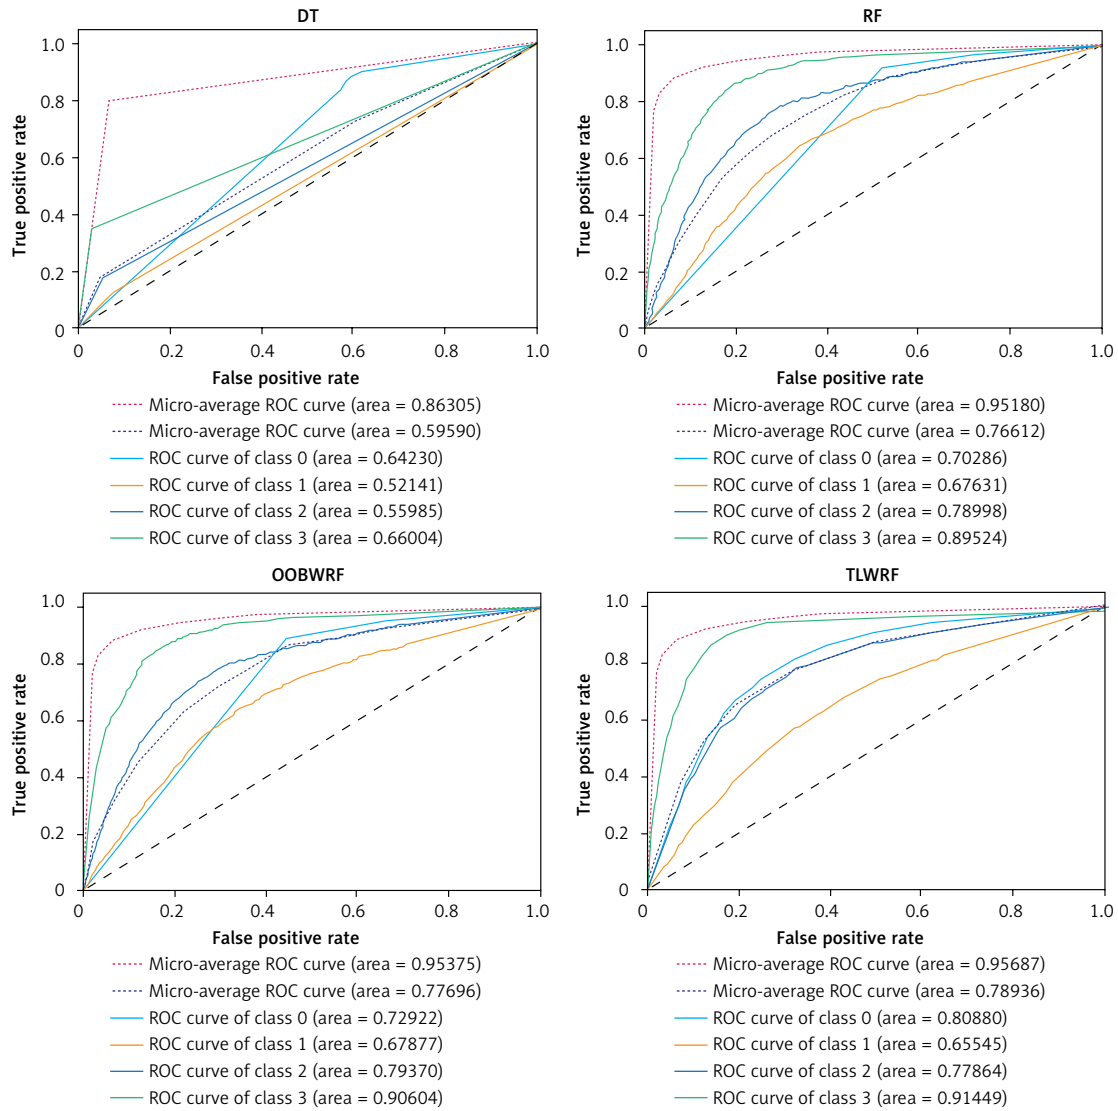 DT
True positive rate
1.0
0.8
0.6
0.4
0.2
0
0 0.2 0.4 0.6 0.8 1.0
False positive rate
Micro-average ROC curve (area = 0.86305)
Micro-average ROC curve (area = 0.59590)
ROC curve of class 0 (area = 0.64230)
ROC curve of class 1 (area = 0.52141)
ROC curve of class 2 (area = 0.55985)
ROC curve of class 3 (area = 0.66004)
RF
True positive rate
1.0
0.8
0.6
0.4
0.2
0
0 0.2 0.4 0.6 0.8 1.0
False positive rate
Micro-average ROC curve (area = 0.95180)
Micro-average ROC curve (area = 0.76612)
ROC curve of class 0 (area = 0.70286)
ROC curve of class 1 (area = 0.67631)
ROC curve of class 2 (area = 0.78998)
ROC curve of class 3 (area = 0.89524)
OOBWRF
True positive rate
1.0
0.8
0.6
0.4
0.2
0
0 0.2 0.4 0.6 0.8 1.0
False positive rate
Micro-average ROC curve (area = 0.95375)
Micro-average ROC curve (area = 0.77696)
ROC curve of class 0 (area = 0.72922)
ROC curve of class 1 (area = 0.67877)
ROC curve of class 2 (area = 0.79370)
ROC curve of class 3 (area = 0.90604)
TLWRF
True positive rate
1.0
0.8
0.6
0.4
0.2
0
0 0.2 0.4 0.6 0.8 1.0
False positive rate
Micro-average ROC curve (area = 0.95687)
Micro-average ROC curve (area = 0.78936)
ROC curve of class 0 (area = 0.80880)
ROC curve of class 1 (area = 0.65545)
ROC curve of class 2 (area = 0.77864)
ROC curve of class 3 (area = 0.91449)